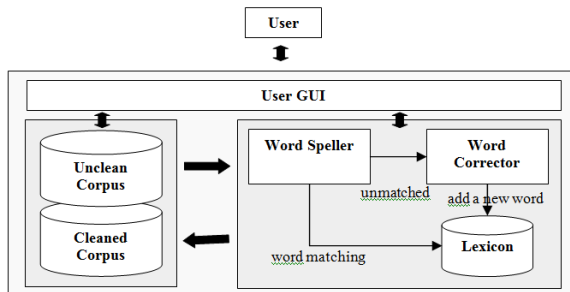 User
User GUI
Unclean
Corpus
Cleaned
Corpus
Word Speller
Word
Corrector
unmatched
add a new word
word matching
Lexicon